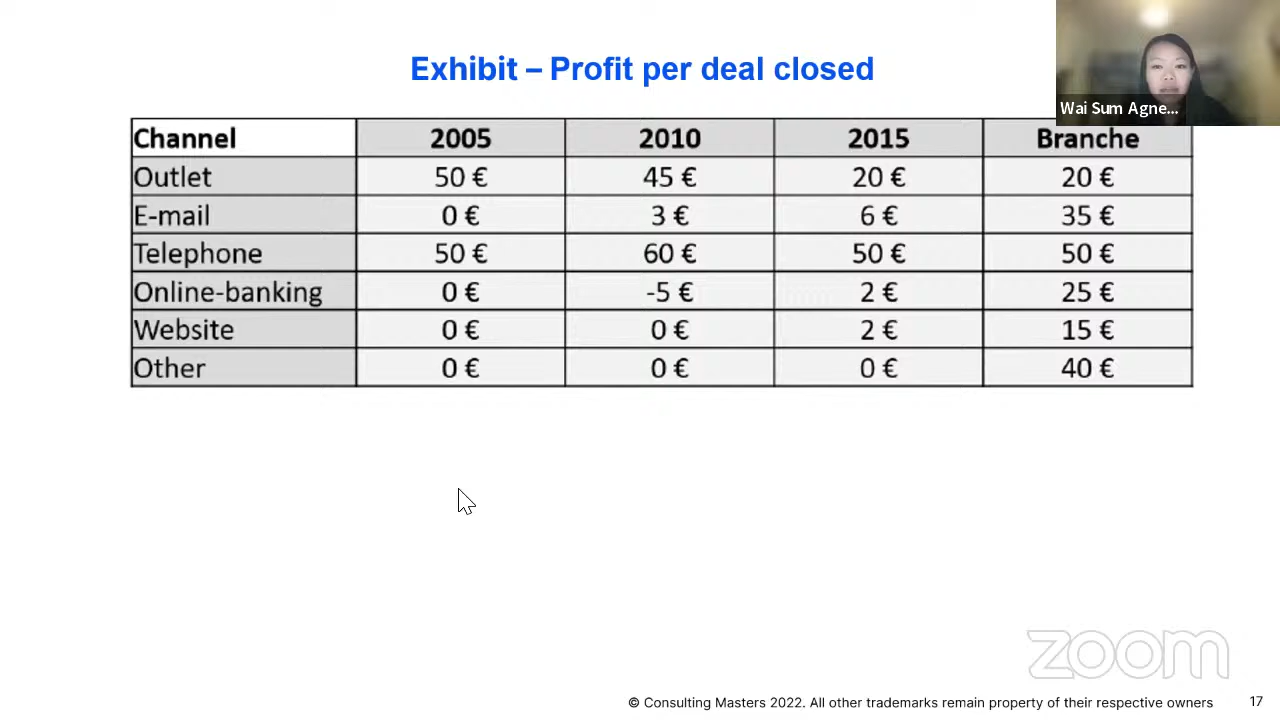 Exhibit – Profit per deal closed
Wai Sum Agne...
Channel 2005 2010 2015 Branche
Outlet 50 € 45 € 20 € 20 €
E-mail 0 € 3 € 6 € 35 €
Telephone 50 € 60 € 50 € 50 €
Online-banking 0 € -5 € 2 € 25 €
Website 0 € 0 € 2 € 15 €
Other 0 € 0 € 0 € 40 €
zoom
© Consulting Masters 2022. All other trademarks remain property of their respective owners 17